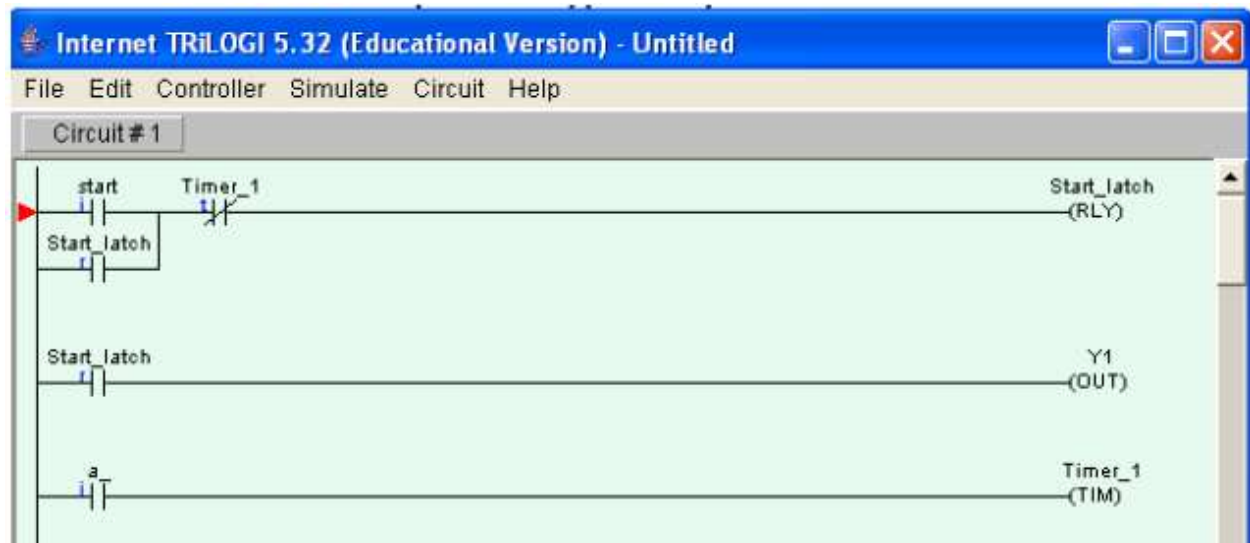 Internet TRiLOGI 5.32 (Educational Version) - Untitled
File Edit Controller Simulate Circuit Help
Circuit # 1
start Timer_1 Start_latch
i t (RLY)
Start_latch
r
Start_latch Y1
r (OUT)
a_ Timer_1
i (TIM)